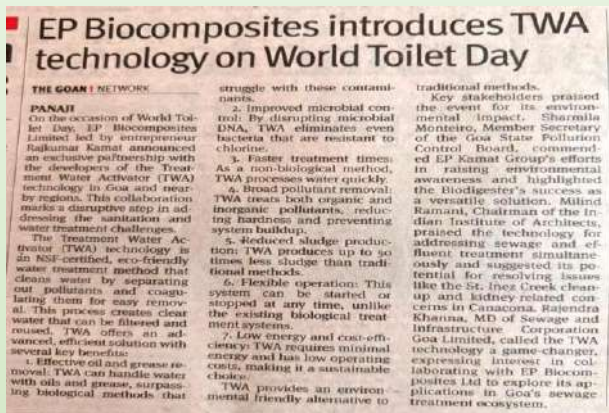 EP Biocomposites introduces TWA
technology on World Toilet Day
THE GOAN | NETWORK
PANAJI
On the occasion of World Toi-
let Day, EP Biocomposites
Limited led by entrepreneur
Rajkumar Kamat announced
an exclusive partnership with
the developers of the Treat-
ment Water Activator (TWA)
technology in Goa and near-
by regions. This collaboration
marks a disruptive step in ad-
dressing the sanitation and
water treatment challenges.
The Treatment Water Ac-
tivator (TWA) technology is
an NSF-certified, eco-friendly
water treatment method that
cleans water by separating
out pollutants and coagu-
lating them for easy remov-
al. This process creates clear
water that can be filtered and
reused. TWA offers an ad-
vanced, efficient solution with
several key benefits:
1. Effective oil and grease re-
moval: TWA can handle water
with oils and grease, surpass-
ing biological methods that
struggle with these contami-
nants.
2. Improved microbial con-
trol: By disrupting microbial
DNA, TWA eliminates even
bacteria that are resistant to
chlorine.
3. Faster treatment times:
As a non-biological method,
TWA processes water quickly.
4. Broad pollutant removal:
TWA treats both organic and
inorganic pollutants, reduc-
ing hardness and preventing
system buildup.
5. Reduced sludge produc-
tion: TWA produces up to 90
times less sludge than tradi-
tional methods.
6. Flexible operation: This
system can be started or
stopped at any time, unlike
the existing biological treat-
ment systems.
7. Low energy and cost-effi-
ciens: TWA requires minimal
energy and has low operating
costs, making it a sustainable
choice.
TWA provides an environ-
mental friendly alternative to
traditional methods.
Key stakeholders praised
the event for its environ-
mental impact. Sharmila
Monteiro, Member Secretary
of the Goa State Pollution
Control Board, commend-
ed EP Kamat Group's efforts
in raising environmental
awareness and highlighted
the Biodigester's success as
a versatile solution. Milind
Ramani, Chairman of the In-
dian Institute of Architects,
praised the technology for
addressing sewage and ef-
fluent treatment simultane-
ously and suggested its po-
tential for resolving issues
like the St. Inez Creek clean-
up and kidney-related con-
cerns in Canacona. Rajendra
Khanna, MD of Sewage and
Infrastructure Corporation
Goa Limited, called the TWA
technology a game-changer,
expressing interest in col-
laborating with EP Biocom-
posites Ltd to explore its ap-
plications in Goa's sewage
treatment ecosystem.